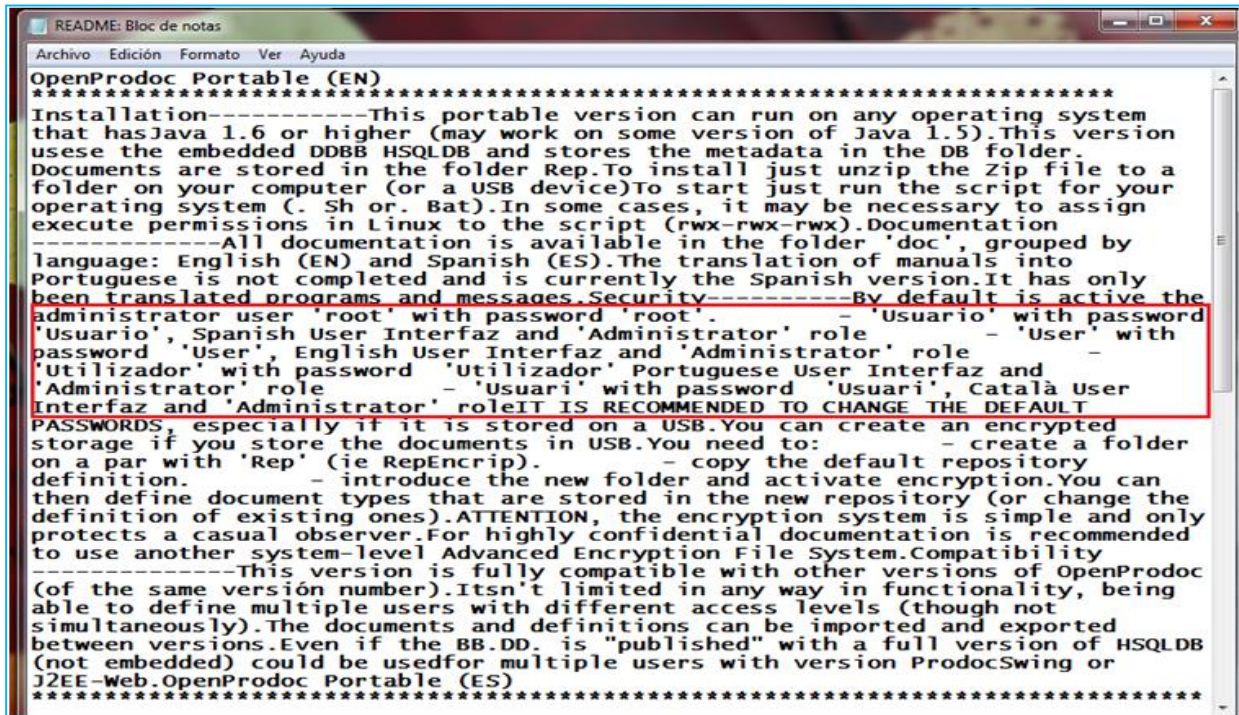 README: Bloc de notas
Archivo Edición Formato Ver Ayuda
OpenProdoc Portable (EN)
***************************************************************************
Installation-----------This portable version can run on any operating system
that hasJava 1.6 or higher (may work on some version of Java 1.5).This version
usese the embedded DDBB HSQLDB and stores the metadata in the DB folder.
Documents are stored in the folder Rep.To install just unzip the Zip file to a
folder on your computer (or a USB device)To start just run the script for your
operating system (. Sh or. Bat).In some cases, it may be necessary to assign
execute permissions in Linux to the script (rwx-rwx-rwx).Documentation
-------------All documentation is available in the folder 'doc', grouped by
language: English (EN) and Spanish (ES).The translation of manuals into
Portuguese is not completed and is currently the Spanish version.It has only
been translated programs and messages.Security----------By default is active the
administrator user 'root' with password 'root'. - 'Usuario' with password
'Usuario', Spanish User Interfaz and 'Administrator' role - 'User' with
password 'User', English User Interfaz and 'Administrator' role -
'Utilizador' with password 'Utilizador' Portuguese User Interfaz and
'Administrator' role - 'Usuari' with password 'Usuari', Català User
Interfaz and 'Administrator' roleIT IS RECOMMENDED TO CHANGE THE DEFAULT
PASSWORDS, especially if it is stored on a USB.You can create an encrypted
storage if you store the documents in USB.You need to: - create a folder
on a par with 'Rep' (ie RepEncrip). - copy the default repository
definition. - introduce the new folder and activate encryption.You can
then define document types that are stored in the new repository (or change the
definition of existing ones).ATTENTION, the encryption system is simple and only
protects a casual observer.For highly confidential documentation is recommended
to use another system-level Advanced Encryption File System.Compatibility
--------------This version is fully compatible with other versions of OpenProdoc
(of the same versión number).Itsn't limited in any way in functionality, being
able to define multiple users with different access levels (though not
simultaneously).The documents and definitions can be imported and exported
between versions.Even if the BB.DD. is "published" with a full version of HSQLDB
(not embedded) could be usedfor multiple users with version ProdocSwing or
J2EE-Web.OpenProdoc Portable (ES)
*********************************************************************************